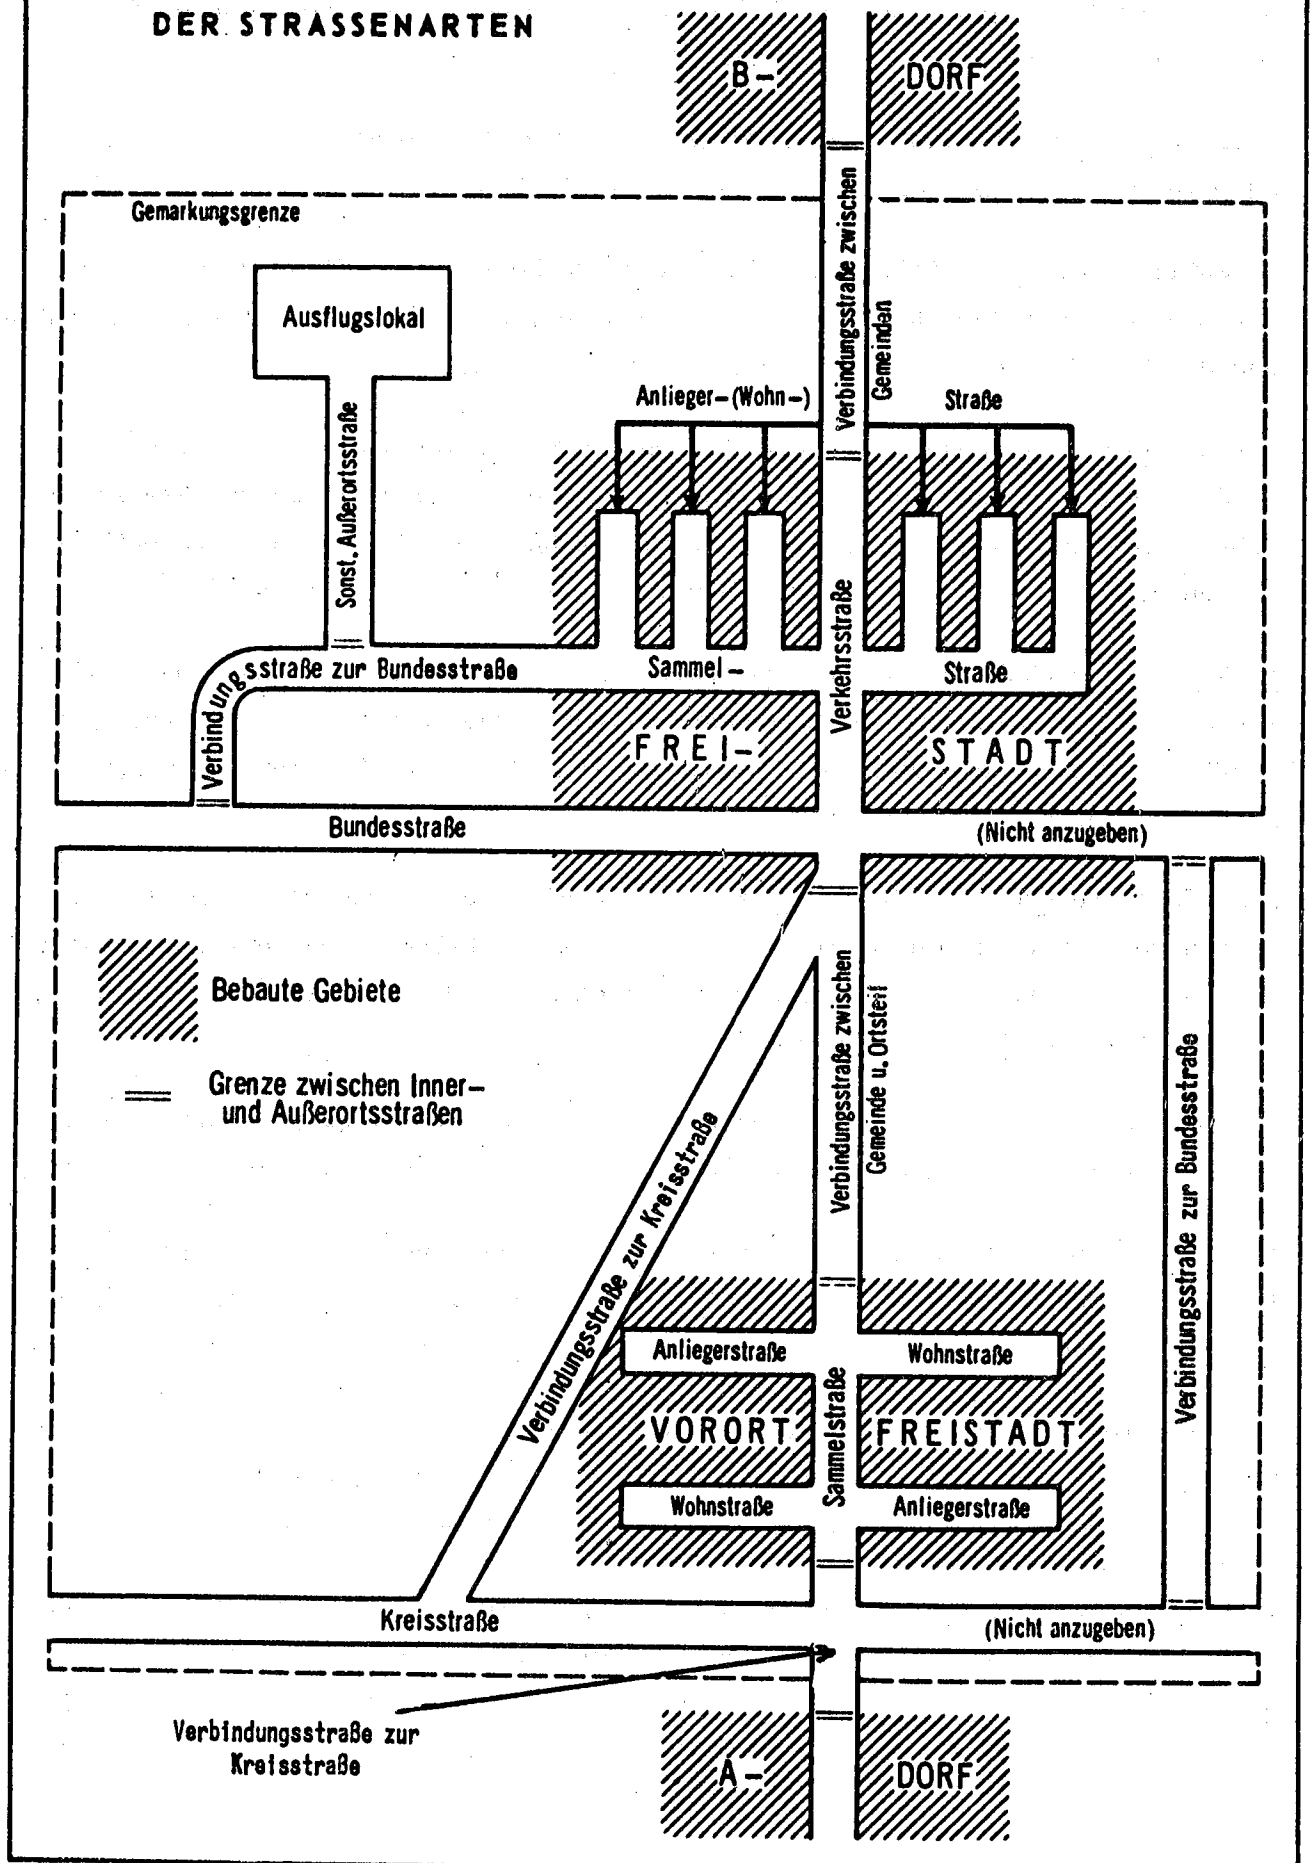 DER STRASSENARTEN
B-
DORF
Gemarkungsgrenze
Verbindungsstraße zwischen
Gemeinden
Ausflugslokal
Anlieger-(Wohn-)
Straße
Sonst. Außerortsstraße
Verkehrsstraße
Verbindungsstraße zur Bundesstraße
Sammel-
Straße
FREI-
STADT
Bundesstraße
(Nicht anzugeben)
Bebaute Gebiete
Grenze zwischen Inner-
und Außerortsstraßen
Verbindungsstraße zwischen
Gemeinde u. Ortsteil
Verbindungsstraße zur Bundesstraße
Verbindungsstraße zur Kreisstraße
Anliegerstraße
Wohnstraße
Sammelstraße
VORORT
FREISTADT
Wohnstraße
Anliegerstraße
Kreisstraße
(Nicht anzugeben)
Verbindungsstraße zur
Kreisstraße
A-
DORF